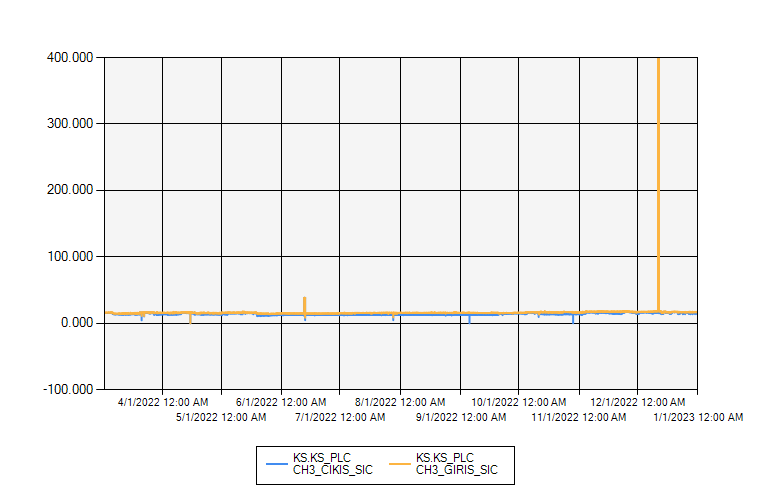 400.000
300.000
200.000
100.000
0.000
-100.000
4/1/2022 12:00 AM
6/1/2022 12:00 AM
8/1/2022 12:00 AM
10/1/2022 12:00 AM
12/1/2022 12:00 AM
5/1/2022 12:00 AM
7/1/2022 12:00 AM
9/1/2022 12:00 AM
11/1/2022 12:00 AM
1/1/2023 12:00 AM
KS.KS_PLC
CH3_CIKIS_SIC
KS.KS_PLC
CH3_GIRIS_SIC